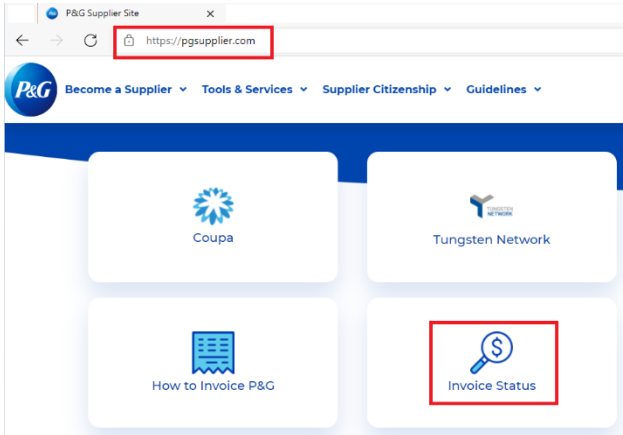 P&G Supplier Site
https://pgsupplier.com
P&G
Become a Supplier Tools & Services Supplier Citizenship Guidelines
Coupa
TUNGSTEN
NETWORK
Tungsten Network
How to Invoice P&G
$
Invoice Status